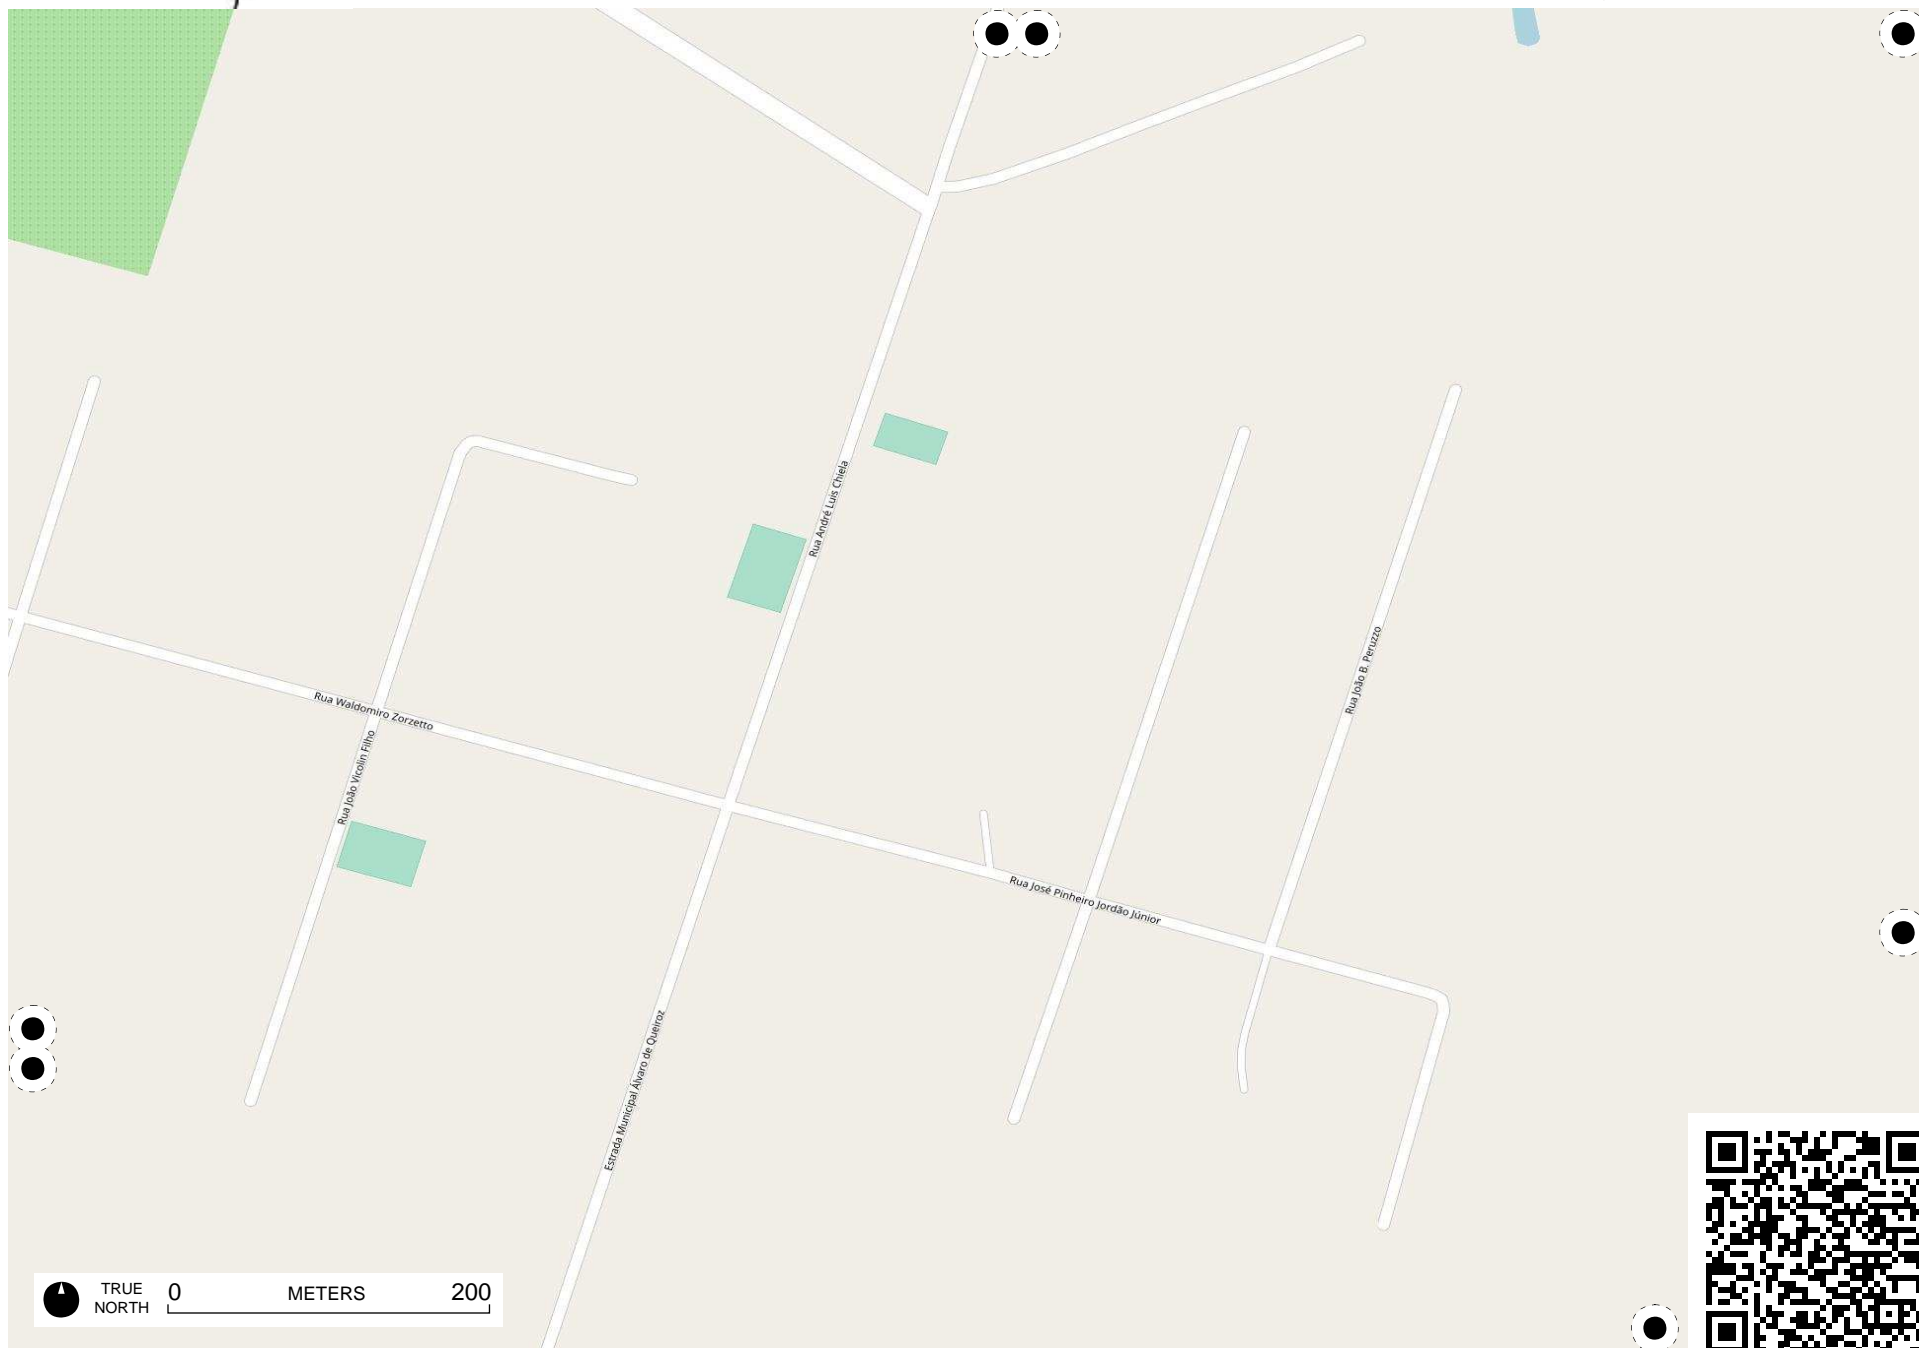 Rua André Luis Chiela
Rua João B. Peruzzo
Rua Waldomiro Zorzetto
Rua João Vicolin Filho
Rua José Pinheiro Jordão Júnior
Estrada Municipal Álvaro de Queiroz
TRUE NORTH
0 METERS 200